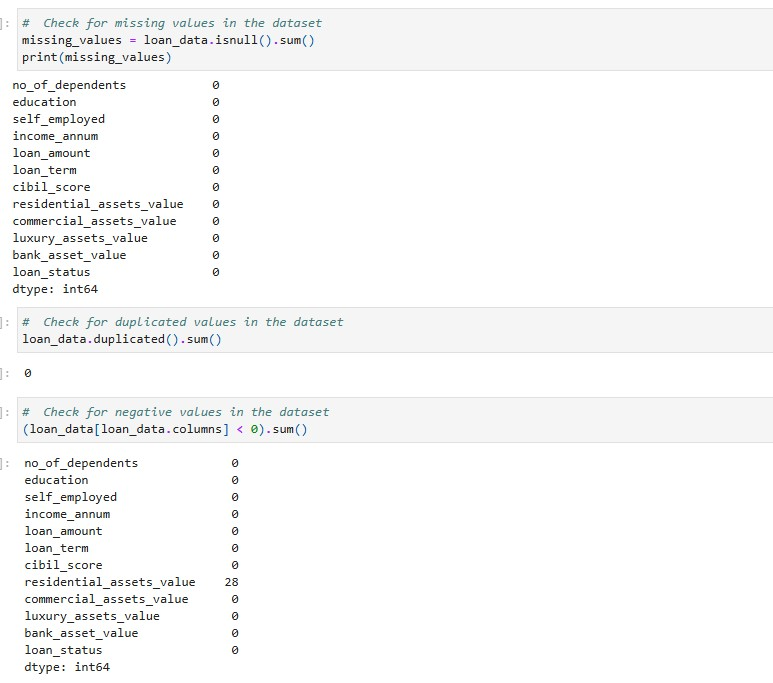 ]: #  Check for missing values in the dataset
missing_values = loan_data.isnull().sum()
print(missing_values)
no_of_dependents 0
education 0
self_employed 0
income_annum 0
loan_amount 0
loan_term 0
cibil_score 0
residential_assets_value 0
commercial_assets_value 0
luxury_assets_value 0
bank_asset_value 0
loan_status 0
dtype: int64
]: #  Check for duplicated values in the dataset
loan_data.duplicated().sum()
]: 0
]: #  Check for negative values in the dataset
(loan_data[loan_data.columns] < 0).sum()
]: no_of_dependents 0
education 0
self_employed 0
income_annum 0
loan_amount 0
loan_term 0
cibil_score 0
residential_assets_value 28
commercial_assets_value 0
luxury_assets_value 0
bank_asset_value 0
loan_status 0
dtype: int64